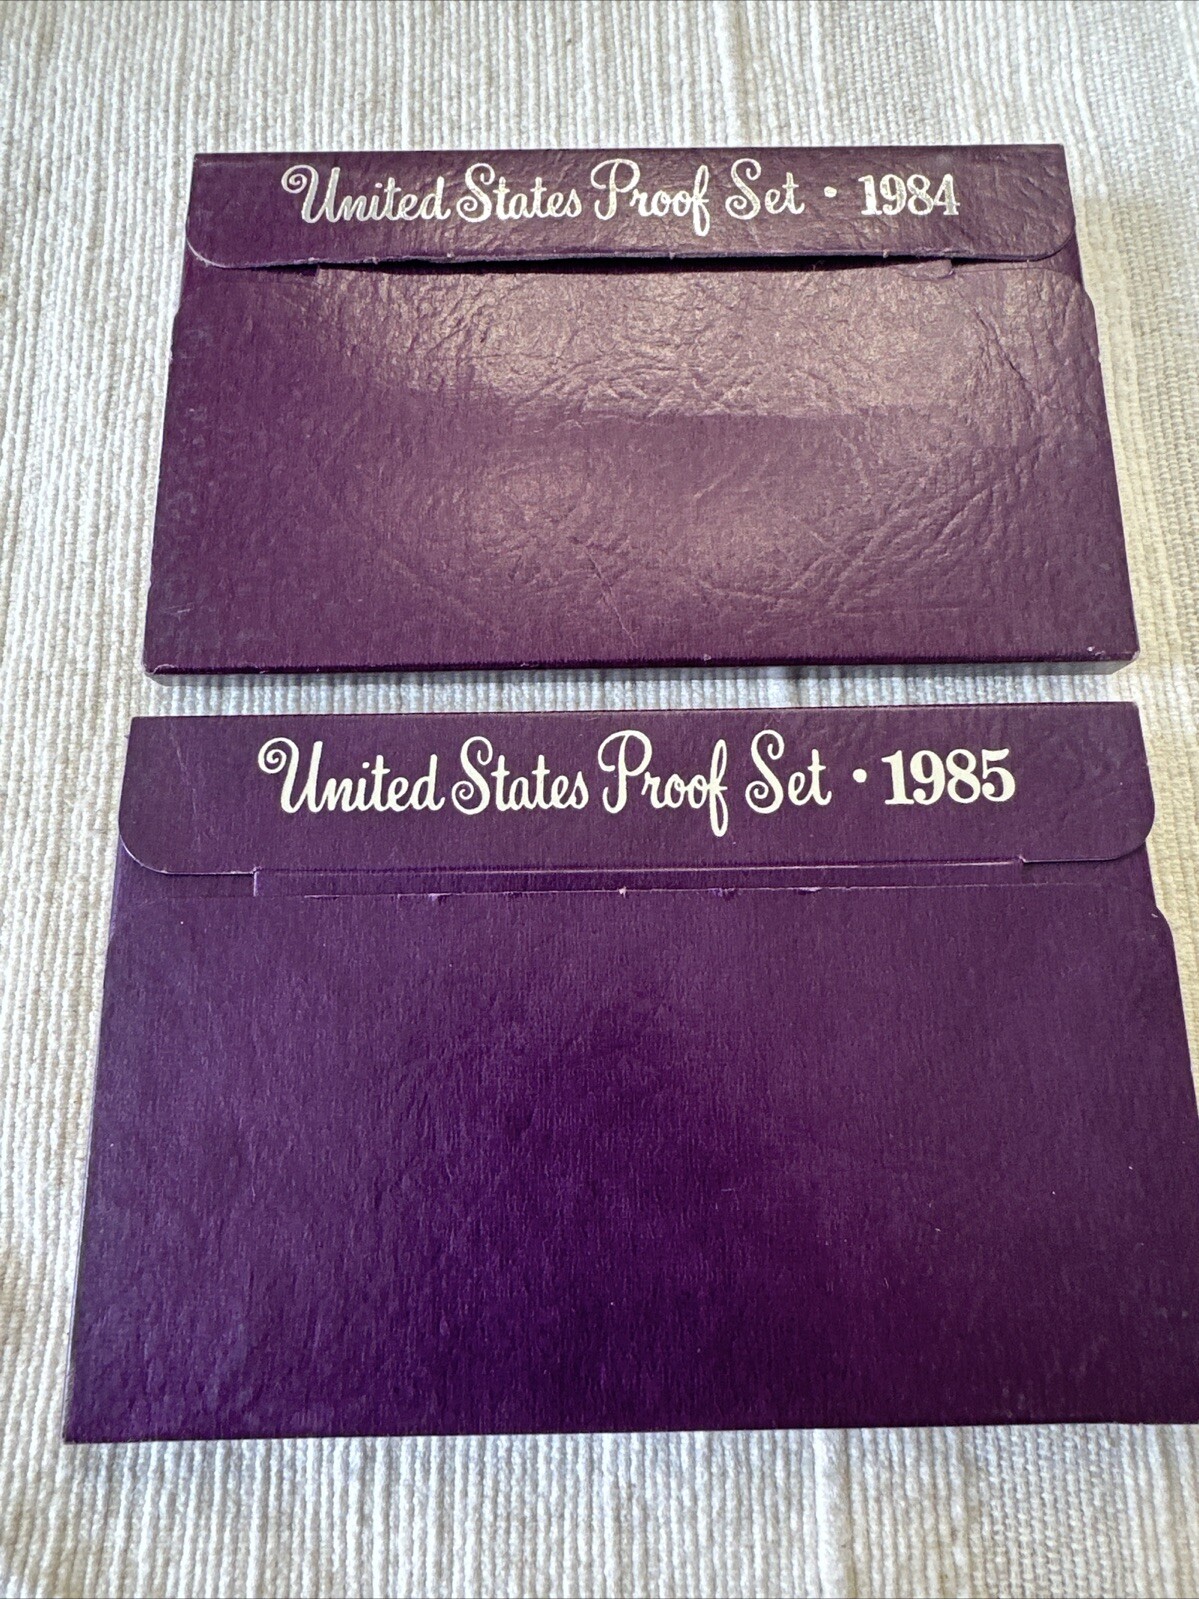 United States Proof Set • 1984
United States Proof Set • 1985